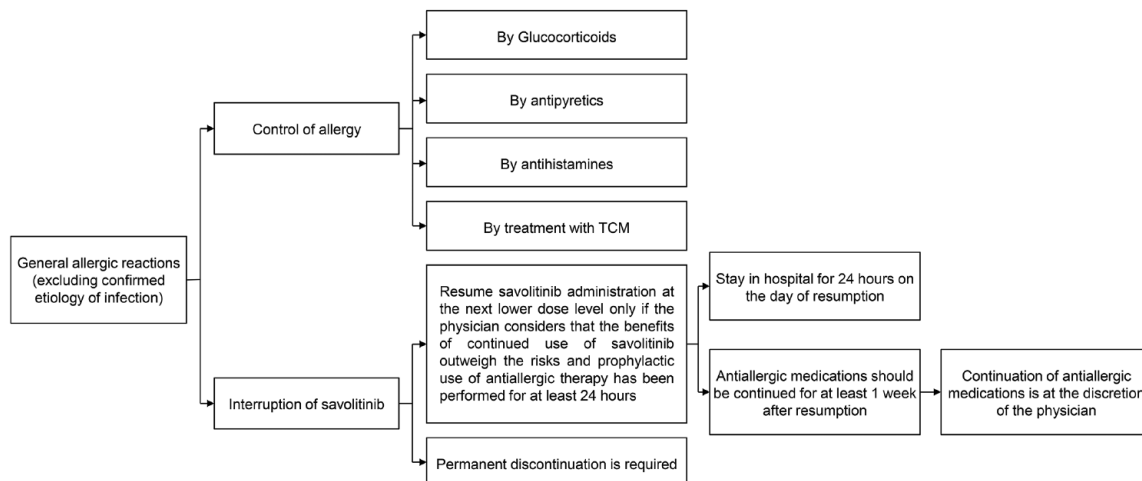 By Glucocorticoids
By antipyretics
Control of allergy
By antihistamines
By treatment with TCM
General allergic reactions
(excluding confirmed
etiology of infection)
Resume savolitinib administration at
the next lower dose level only if the
physician considers that the benefits
of continued use of savolitinib
outweigh the risks and prophylactic
use of antiallergic therapy has been
performed for at least 24 hours
Stay in hospital for 24 hours on
the day of resumption
Antiallergic medications should
be continued for at least 1 week
after resumption
Continuation of antiallergic
medications is at the discretion
of the physician
Interruption of savolitinib
Permanent discontinuation is required